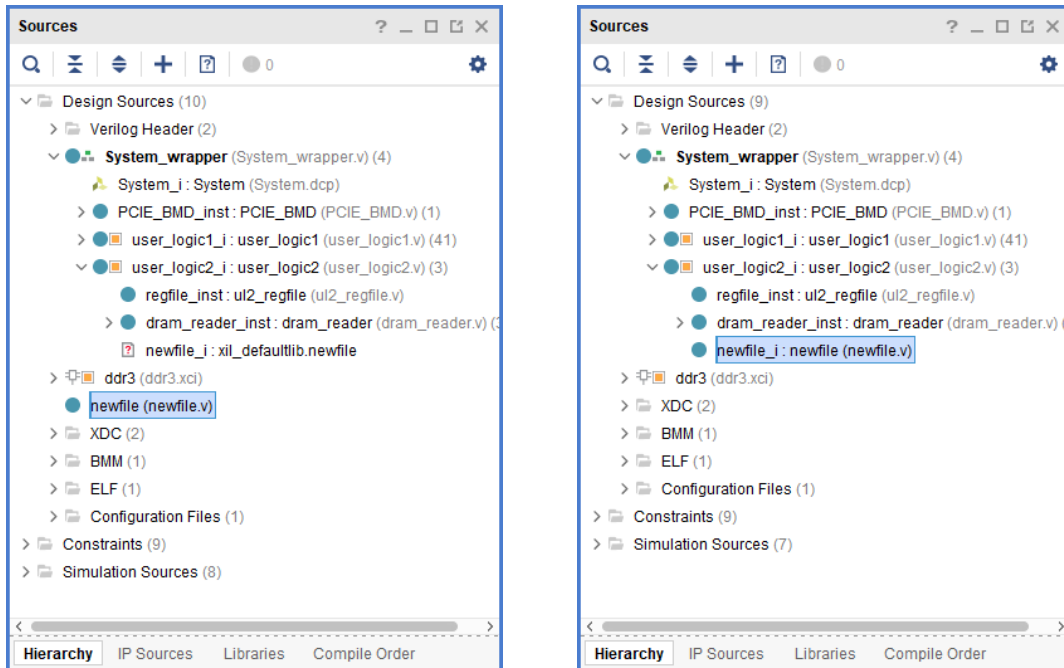 Sources
0
Design Sources (10)
Verilog Header (2)
System_wrapper (System_wrapper.v) (4)
System_i : System (System.dcp)
PCIE_BMD_inst : PCIE_BMD (PCIE_BMD.v) (1)
user_logic1_i : user_logic1 (user_logic1.v) (41)
user_logic2_i : user_logic2 (user_logic2.v) (3)
regfile_inst : ul2_regfile (ul2_regfile.v)
dram_reader_inst : dram_reader (dram_reader.v) (
newfile_i : xil_defaultlib.newfile
ddr3 (ddr3.xci)
newfile (newfile.v)
XDC (2)
BMM (1)
ELF (1)
Configuration Files (1)
Constraints (9)
Simulation Sources (8)
Hierarchy IP Sources Libraries Compile Order
Sources
0
Design Sources (9)
Verilog Header (2)
System_wrapper (System_wrapper.v) (4)
System_i : System (System.dcp)
PCIE_BMD_inst : PCIE_BMD (PCIE_BMD.v) (1)
user_logic1_i : user_logic1 (user_logic1.v) (41)
user_logic2_i : user_logic2 (user_logic2.v) (3)
regfile_inst : ul2_regfile (ul2_regfile.v)
dram_reader_inst : dram_reader (dram_reader.v) (
newfile_i : newfile (newfile.v)
ddr3 (ddr3.xci)
XDC (2)
BMM (1)
ELF (1)
Configuration Files (1)
Constraints (9)
Simulation Sources (7)
Hierarchy IP Sources Libraries Compile Order